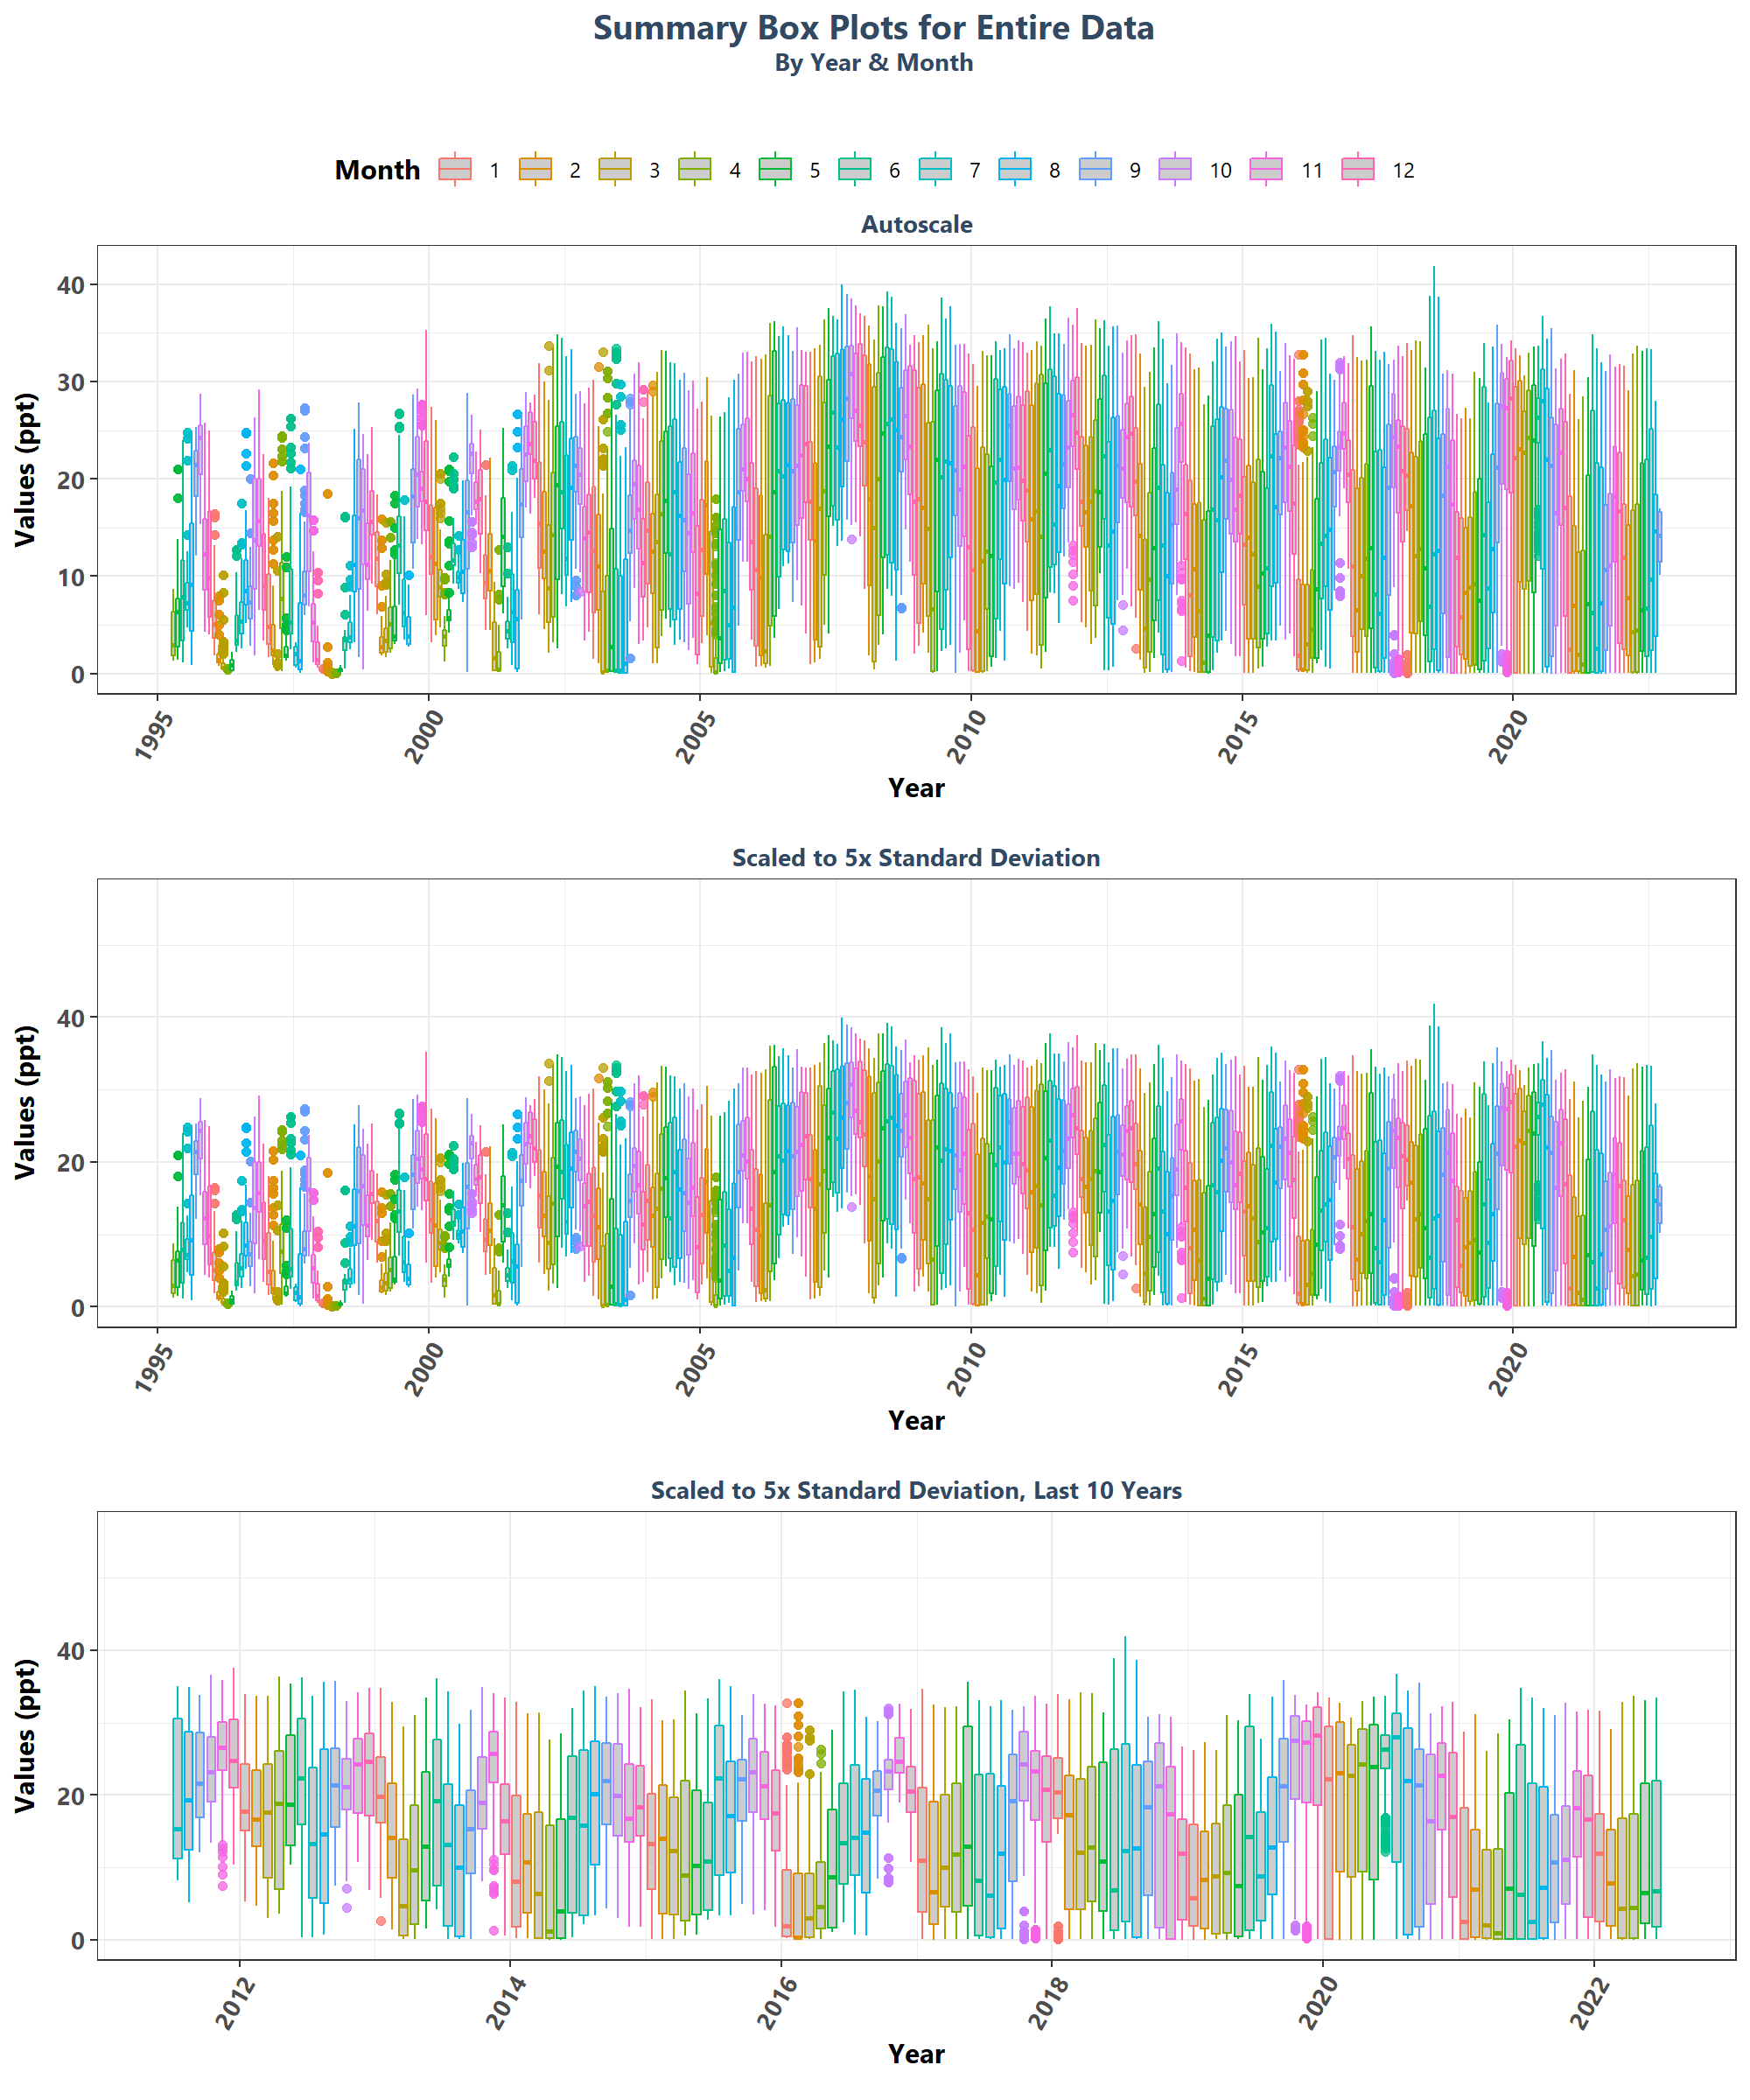 Summary Box Plots for Entire Data
By Year & Month
Month 1 2 3 4 5 6 7 8 9 10 11 12
Autoscale
Values (ppt)
40
30
20
10
0
1995 2000 2005 2010 2015 2020
Year
Scaled to 5x Standard Deviation
Values (ppt)
40
20
0
1995 2000 2005 2010 2015 2020
Year
Scaled to 5x Standard Deviation, Last 10 Years
Values (ppt)
40
20
0
2012 2014 2016 2018 2020 2022
Year